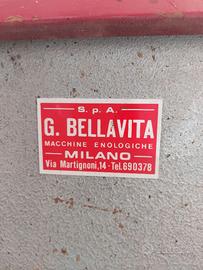 S.p.A.
G. BELLAVITA
MACCHINE ENOLOGICHE
MILANO
Via Martignoni,14-Tel.690378